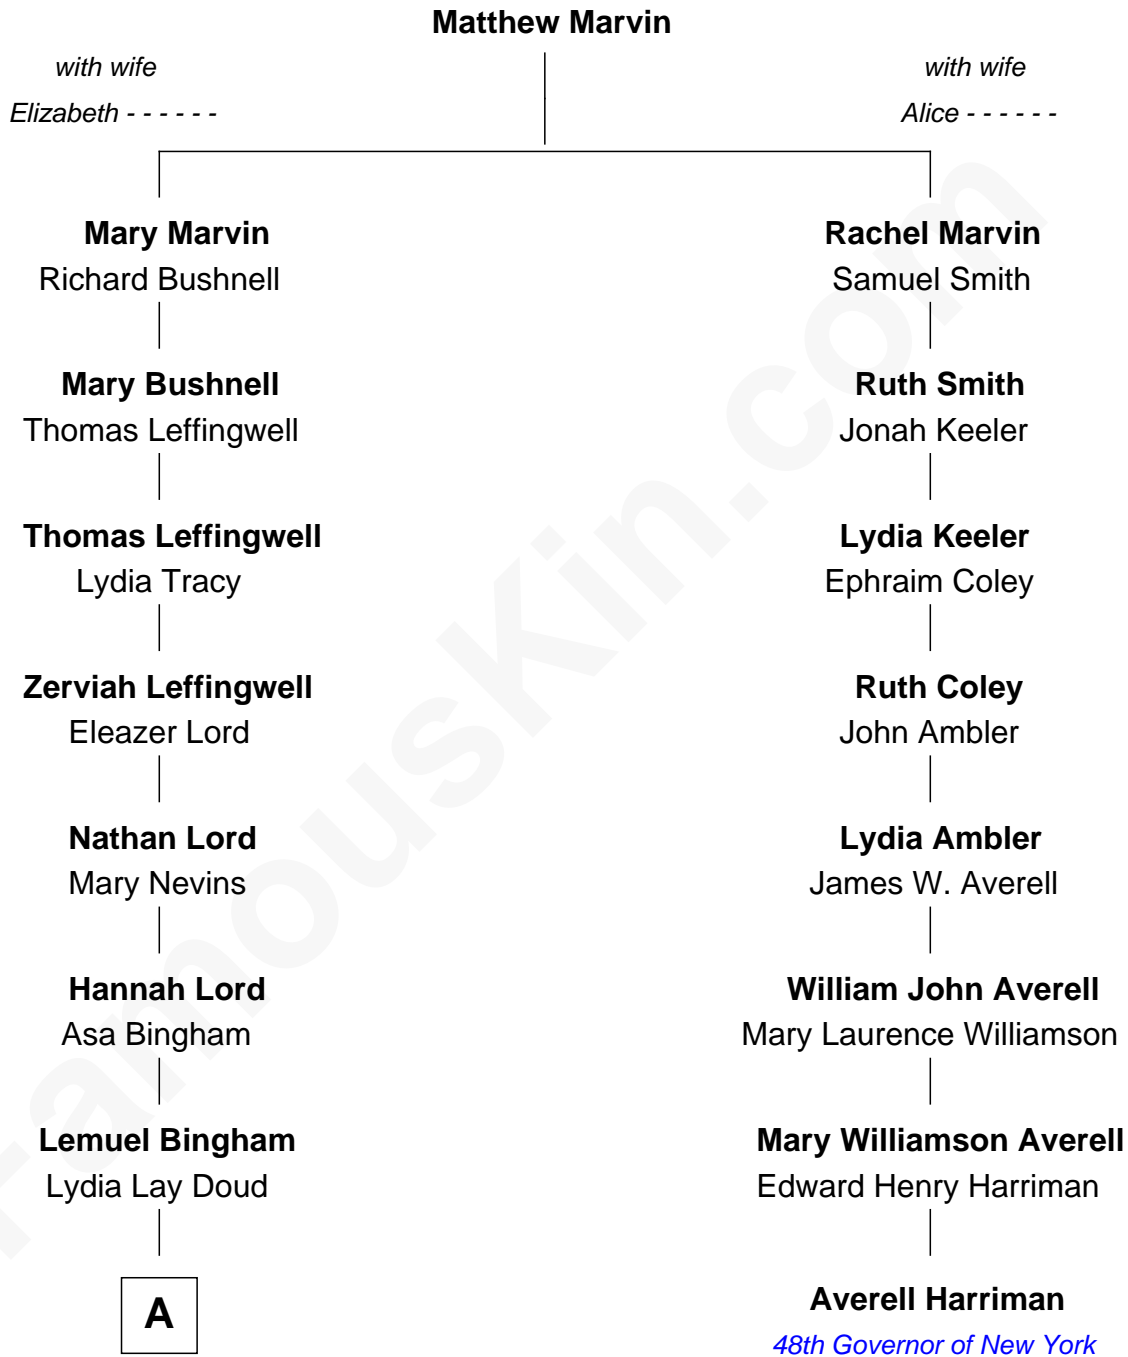 Matthew Marvin
with wife
Elizabeth - - - - - -
with wife
Alice - - - - - -
Mary Marvin
Richard Bushnell
Rachel Marvin
Samuel Smith
Mary Bushnell
Thomas Leffingwell
Ruth Smith
Jonah Keeler
Thomas Leffingwell
Lydia Tracy
Lydia Keeler
Ephraim Coley
Zerviah Leffingwell
Eleazer Lord
Ruth Coley
John Ambler
Nathan Lord
Mary Nevins
Lydia Ambler
James W. Averell
Hannah Lord
Asa Bingham
William John Averell
Mary Laurence Williamson
Lemuel Bingham
Lydia Lay Doud
Mary Williamson Averell
Edward Henry Harriman
A
Averell Harriman
48th Governor of New York
FamousKin.com